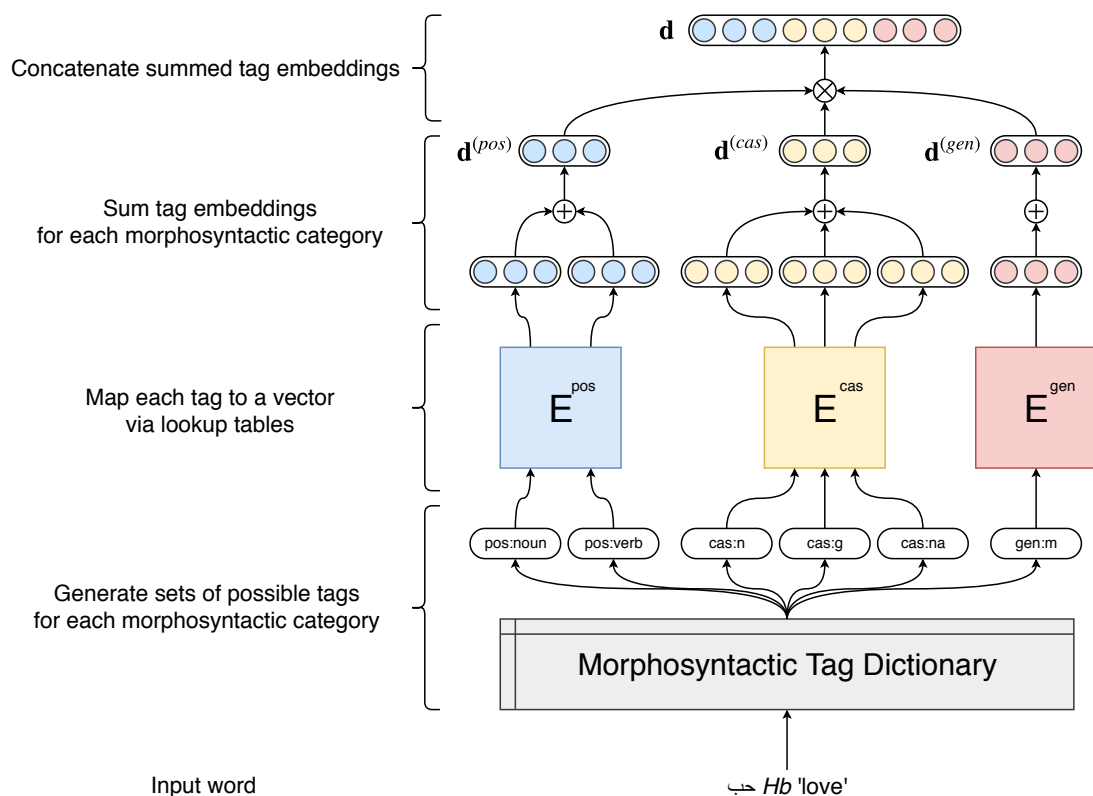 d
Concatenate summed tag embeddings
d(pos)
d(cas)
d(gen)
Sum tag embeddings
for each morphosyntactic category
Map each tag to a vector
via lookup tables
E pos
E cas
E gen
pos:noun
pos:verb
cas:n
cas:g
cas:na
gen:m
Generate sets of possible tags
for each morphosyntactic category
Morphosyntactic Tag Dictionary
Input word
حب Hb 'love'